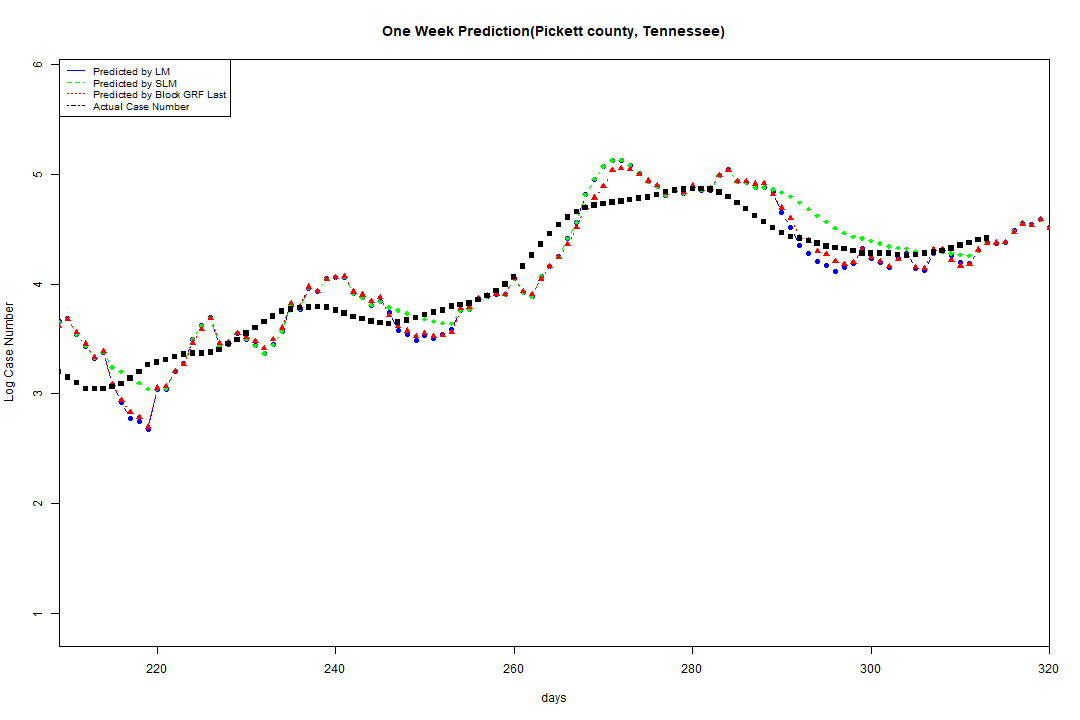 One Week Prediction(Pickett county, Tennessee)
Predicted by LM
Predicted by SLM
Predicted by Block GRF Last
Actual Case Number
6
5
4
3
2
1
Log Case Number
220 240 260 280 300 320
days